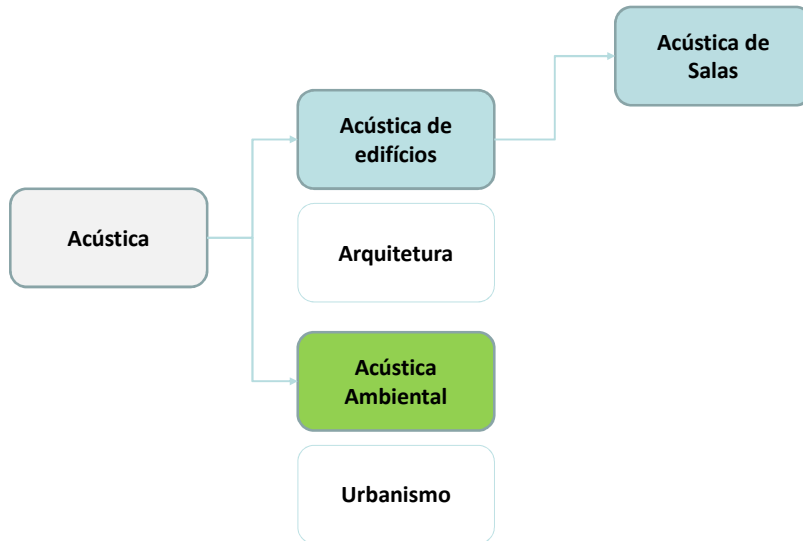 Acústica de
Salas
Acústica de
edifícios
Acústica
Arquitetura
Acústica
Ambiental
Urbanismo